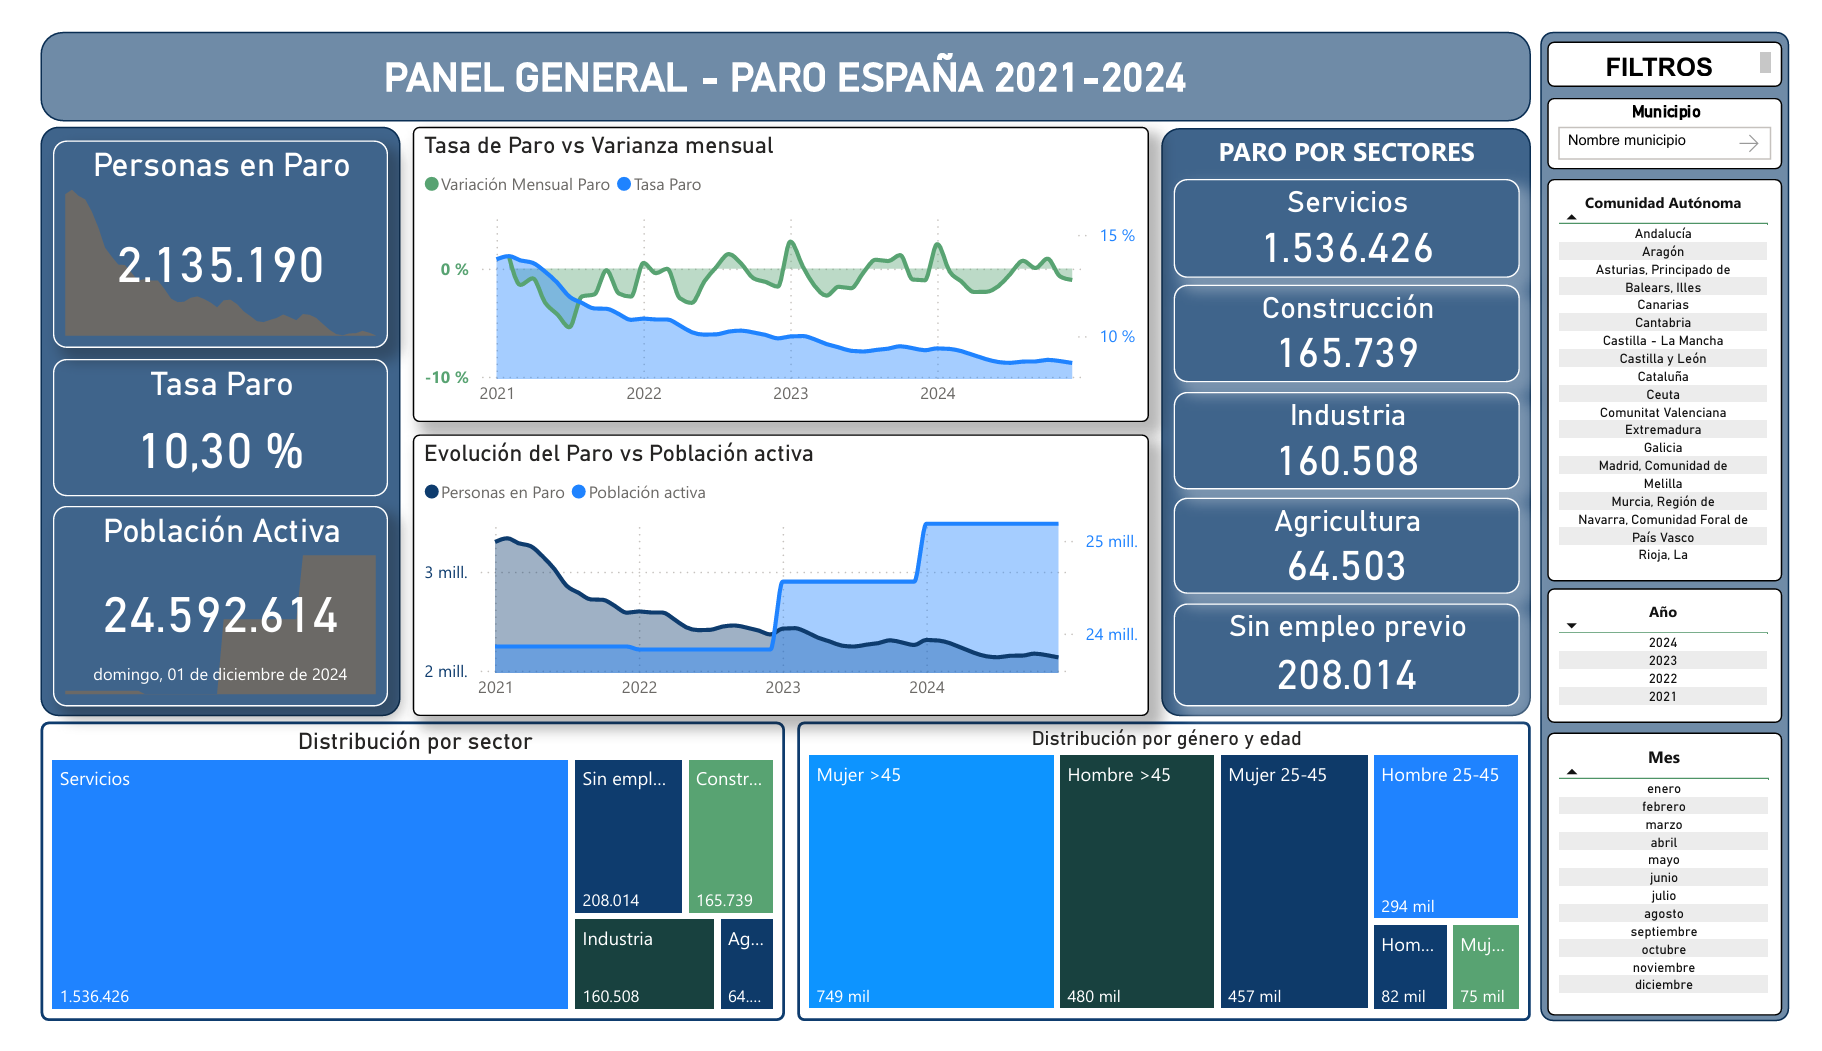 PANEL GENERAL - PARO ESPAÑA 2021-2024
Personas en Paro
2.135.190
Tasa Paro
10,30 %
Población Activa
24.592.614
domingo, 01 de diciembre de 2024
Tasa de Paro vs Varianza mensual
Variación Mensual Paro Tasa Paro
15 %
0 %
10 %
-10 %
2021 2022 2023 2024
Evolución del Paro vs Población activa
Personas en Paro Población activa
25 mill.
3 mill.
24 mill.
2 mill.
2021 2022 2023 2024
PARO POR SECTORES
Servicios
1.536.426
Construcción
165.739
Industria
160.508
Agricultura
64.503
Sin empleo previo
208.014
Distribución por sector
Servicios
1.536.426
Sin empl...
208.014
Constr...
165.739
Industria
160.508
Ag...
64....
Distribución por género y edad
Mujer >45
749 mil
Hombre >45
480 mil
Mujer 25-45
457 mil
Hombre 25-45
294 mil
Hom...
82 mil
Muj...
75 mil
FILTROS
Municipio
Nombre municipio
Comunidad Autónoma
Andalucía
Aragón
Asturias, Principado de
Balears, Illes
Canarias
Cantabria
Castilla - La Mancha
Castilla y León
Cataluña
Ceuta
Comunitat Valenciana
Extremadura
Galicia
Madrid, Comunidad de
Melilla
Murcia, Región de
Navarra, Comunidad Foral de
País Vasco
Rioja, La
Año
2024
2023
2022
2021
Mes
enero
febrero
marzo
abril
mayo
junio
julio
agosto
septiembre
octubre
noviembre
diciembre